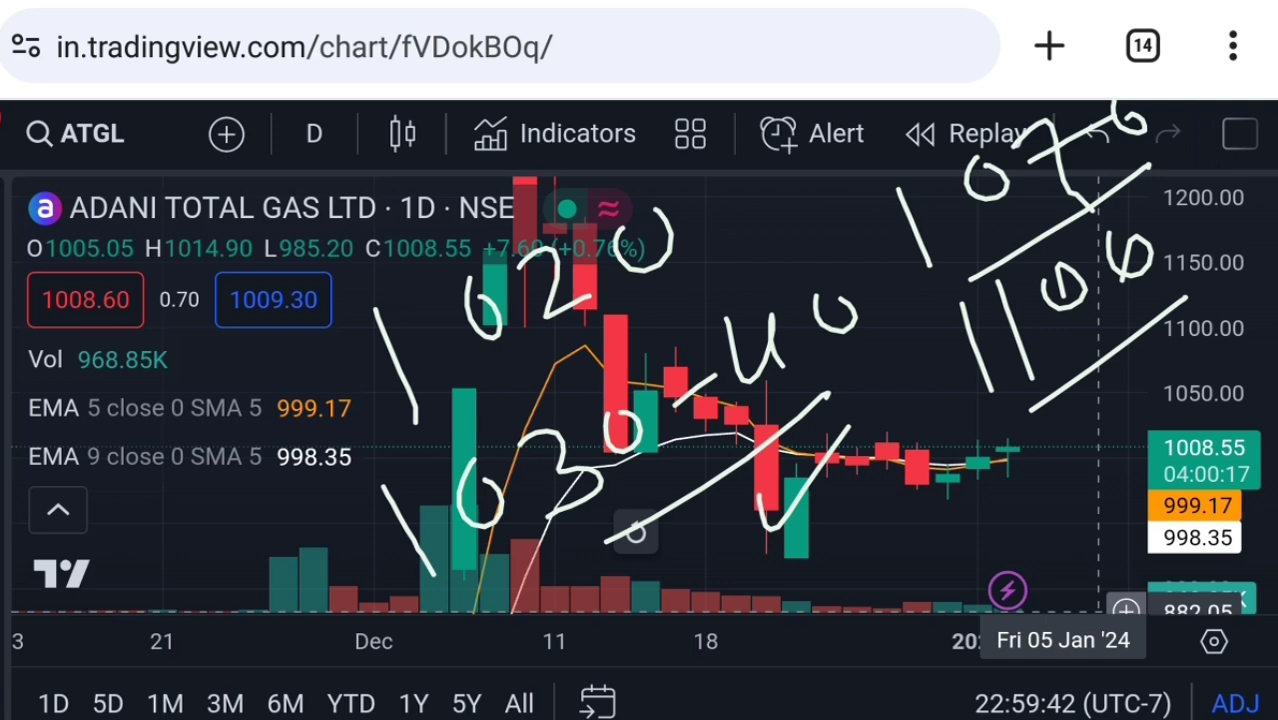 in.tradingview.com/chart/fVDokBOq/
14
ATGL
D
Indicators
Alert
Replay
ADANI TOTAL GAS LTD · 1D · NSE
O1005.05 H1014.90 L985.20 C1008.55 +7.60 (+0.76%)
1008.60
0.70
1009.30
Vol 968.85K
EMA 5 close 0 SMA 5 999.17
EMA 9 close 0 SMA 5 998.35
1076
1100
1020
1030-40
1200.00
1150.00
1100.00
1050.00
1008.55
04:00:17
999.17
998.35
882.05
3
21
Dec
11
18
Fri 05 Jan '24
1D 5D 1M 3M 6M YTD 1Y 5Y All
22:59:42 (UTC-7)
ADJ